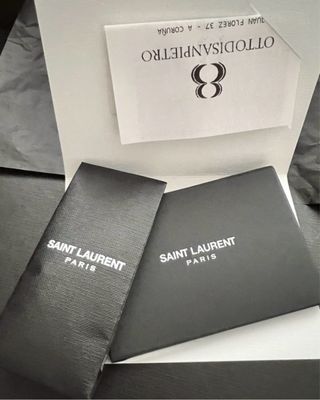 JUAN FLOREZ 37 - A CORUÑA
OTTODISANPIETRO
SAINT LAURENT
PARIS
SAINT LAURENT
PARIS